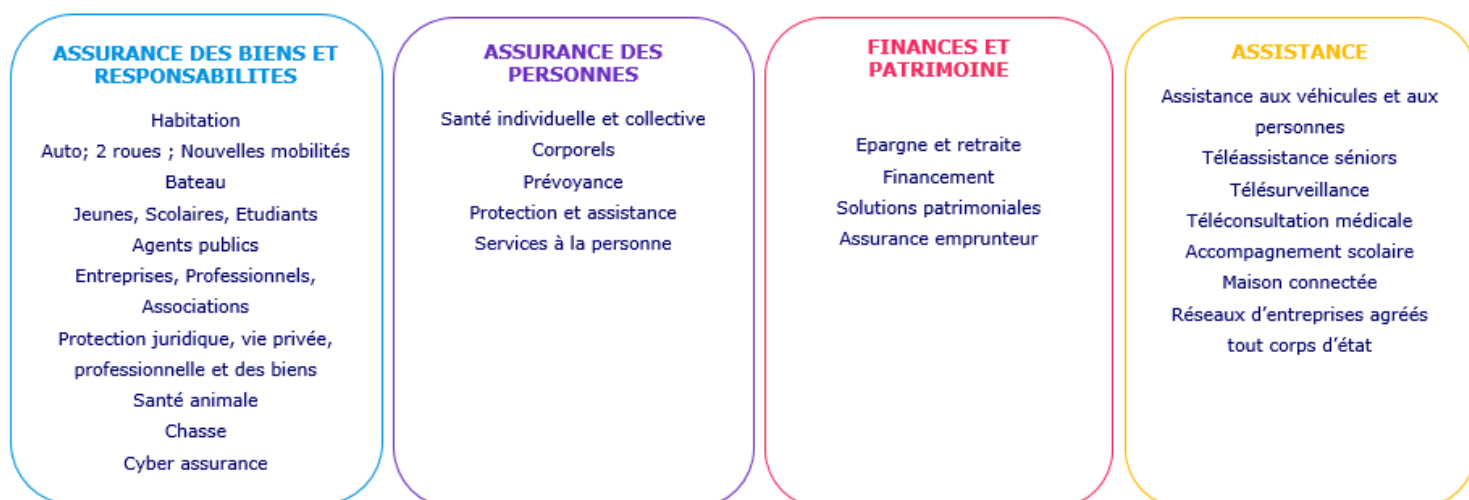 ASSURANCE DES BIENS ET
RESPONSABILITES
Habitation
Auto; 2 roues ; Nouvelles mobilités
Bateau
Jeunes, Scolaires, Etudiants
Agents publics
Entreprises, Professionnels,
Associations
Protection juridique, vie privée,
professionnelle et des biens
Santé animale
Chasse
Cyber assurance
ASSURANCE DES
PERSONNES
Santé individuelle et collective
Corporels
Prévoyance
Protection et assistance
Services à la personne
FINANCES ET
PATRIMOINE
Epargne et retraite
Financement
Solutions patrimoniales
Assurance emprunteur
ASSISTANCE
Assistance aux véhicules et aux
personnes
Téléassistance séniors
Télésurveillance
Téléconsultation médicale
Accompagnement scolaire
Maison connectée
Réseaux d’entreprises agréés
tout corps d’état